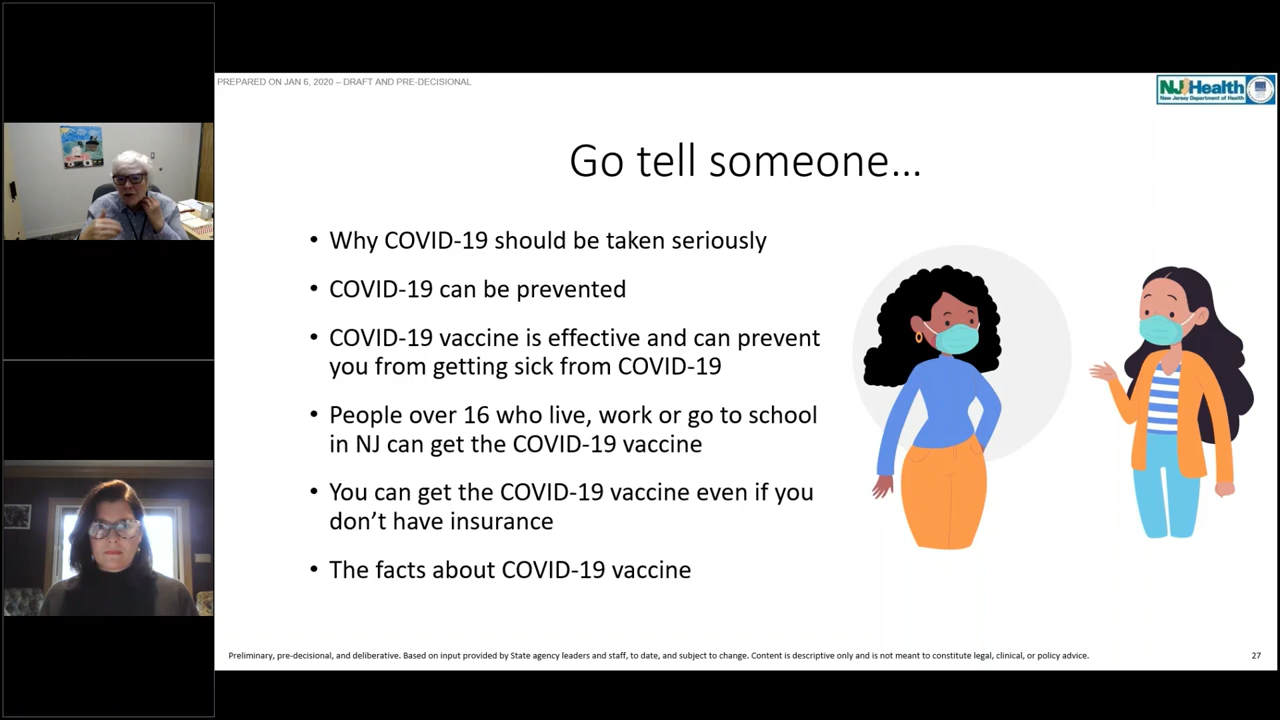 PREPARED ON JAN 6, 2020 – DRAFT AND PRE-DECISIONAL
NJ Health
New Jersey Department of Health
Go tell someone...
• Why COVID-19 should be taken seriously
• COVID-19 can be prevented
• COVID-19 vaccine is effective and can prevent
you from getting sick from COVID-19
• People over 16 who live, work or go to school
in NJ can get the COVID-19 vaccine
• You can get the COVID-19 vaccine even if you
don’t have insurance
• The facts about COVID-19 vaccine
Preliminary, pre-decisional, and deliberative. Based on input provided by State agency leaders and staff, to date, and subject to change. Content is descriptive only and is not meant to constitute legal, clinical, or policy advice.
27